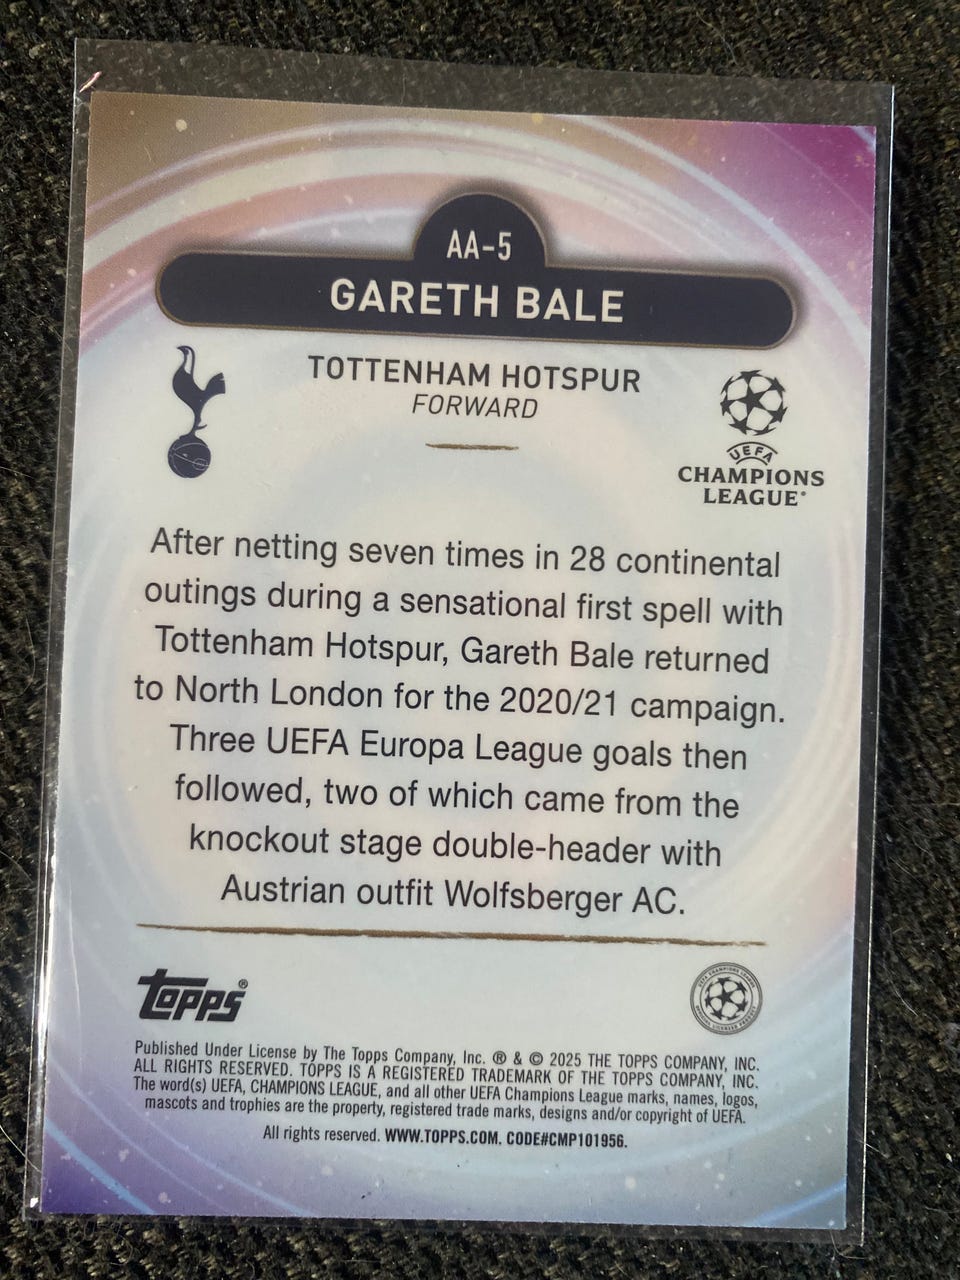 AA-5
GARETH BALE
TOTTENHAM HOTSPUR
FORWARD
UEFA
CHAMPIONS
LEAGUE®
After netting seven times in 28 continental
outings during a sensational first spell with
Tottenham Hotspur, Gareth Bale returned
to North London for the 2020/21 campaign.
Three UEFA Europa League goals then
followed, two of which came from the
knockout stage double-header with
Austrian outfit Wolfsberger AC.
topps®
Published Under License by The Topps Company, Inc. ® & © 2025 THE TOPPS COMPANY, INC.
ALL RIGHTS RESERVED. TOPPS IS A REGISTERED TRADEMARK OF THE TOPPS COMPANY, INC.
The word(s) UEFA, CHAMPIONS LEAGUE, and all other UEFA Champions League marks, names, logos,
mascots and trophies are the property, registered trade marks, designs and/or copyright of UEFA.
All rights reserved. WWW.TOPPS.COM. CODE#CMP101956.